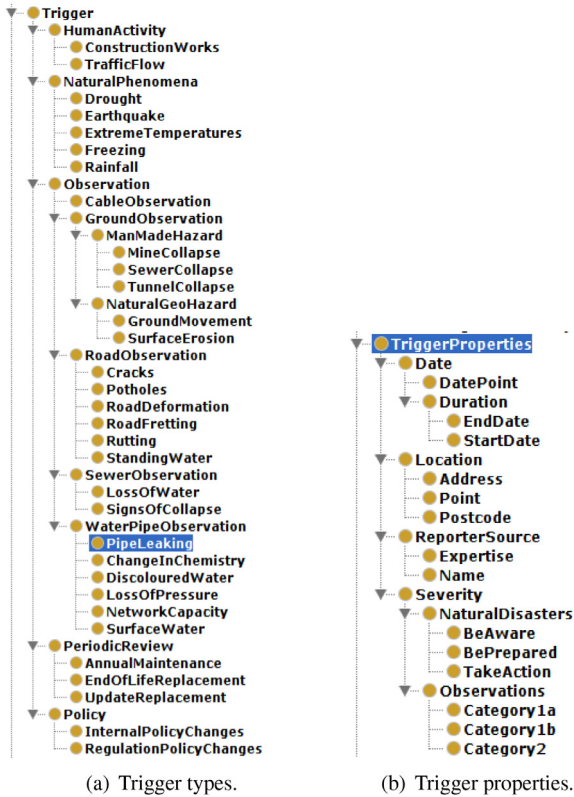 Trigger
HumanActivity
ConstructionWorks
TrafficFlow
NaturalPhenomena
Drought
Earthquake
ExtremeTemperatures
Freezing
Rainfall
Observation
CableObservation
GroundObservation
ManMadeHazard
MineCollapse
SewerCollapse
TunnelCollapse
NaturalGeoHazard
GroundMovement
SurfaceErosion
RoadObservation
Cracks
Potholes
RoadDeformation
RoadFretting
Rutting
StandingWater
SewerObservation
LossOfWater
SignsOfCollapse
WaterPipeObservation
PipeLeaking
ChangeInChemistry
DiscolouredWater
LossOfPressure
NetworkCapacity
SurfaceWater
PeriodicReview
AnnualMaintenance
EndOfLifeReplacement
UpdateReplacement
Policy
InternalPolicyChanges
RegulationPolicyChanges
(a) Trigger types.
TriggerProperties
Date
DatePoint
Duration
EndDate
StartDate
Location
Address
Point
Postcode
ReporterSource
Expertise
Name
Severity
NaturalDisasters
BeAware
BePrepared
TakeAction
Observations
Category1a
Category1b
Category2
(b) Trigger properties.